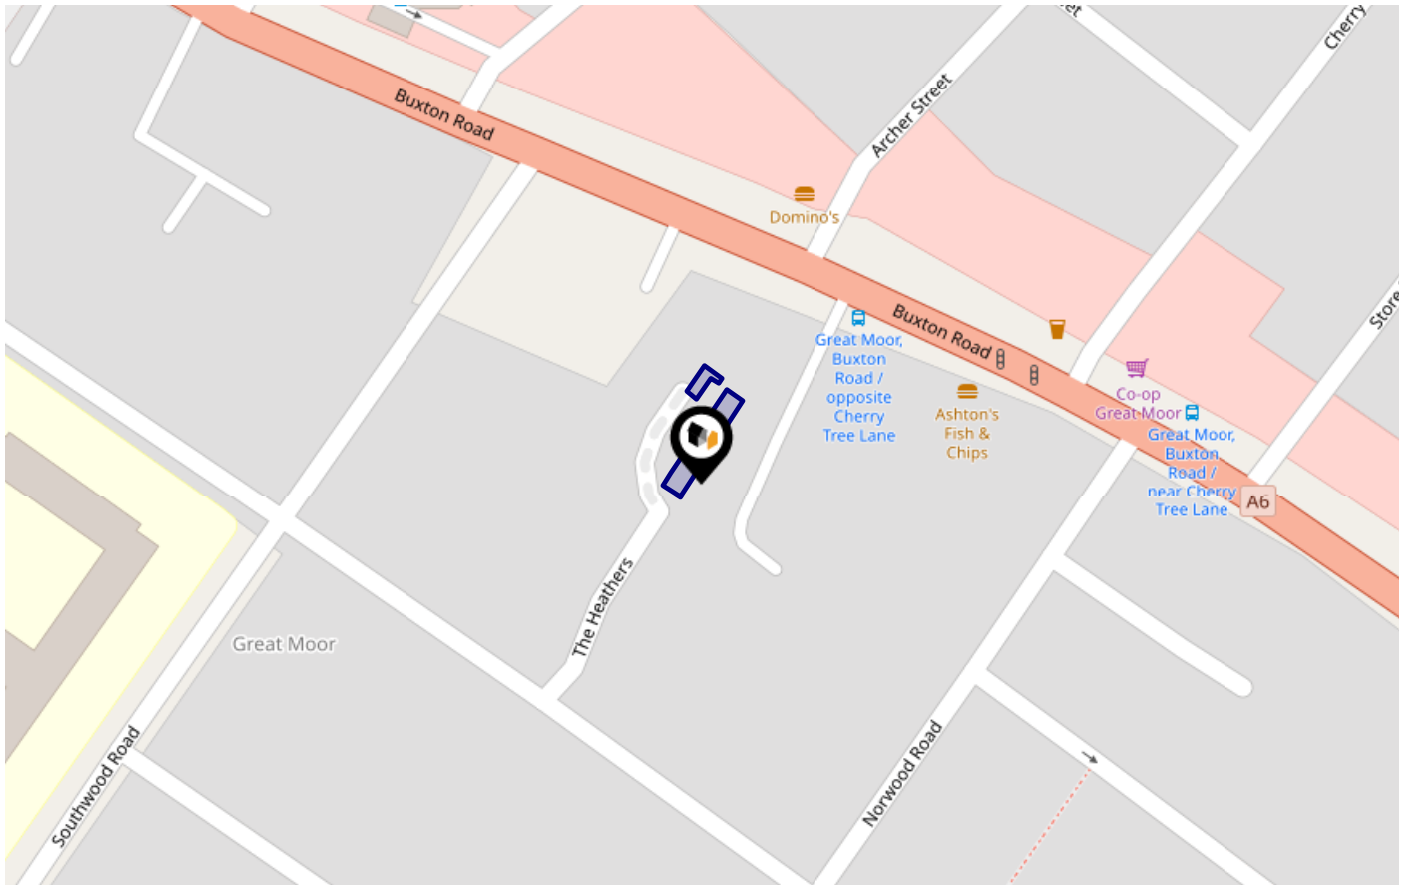 Cherry
Buxton Road
Archer Street
Domino's
Store
Buxton Road
Great Moor,
Buxton
Road /
opposite
Cherry
Tree Lane
Ashton's
Fish &
Chips
Co-op
Great Moor
Great Moor,
Buxton
Road /
near Cherry
Tree Lane
A6
The Heathers
Great Moor
Southwood Road
Norwood Road